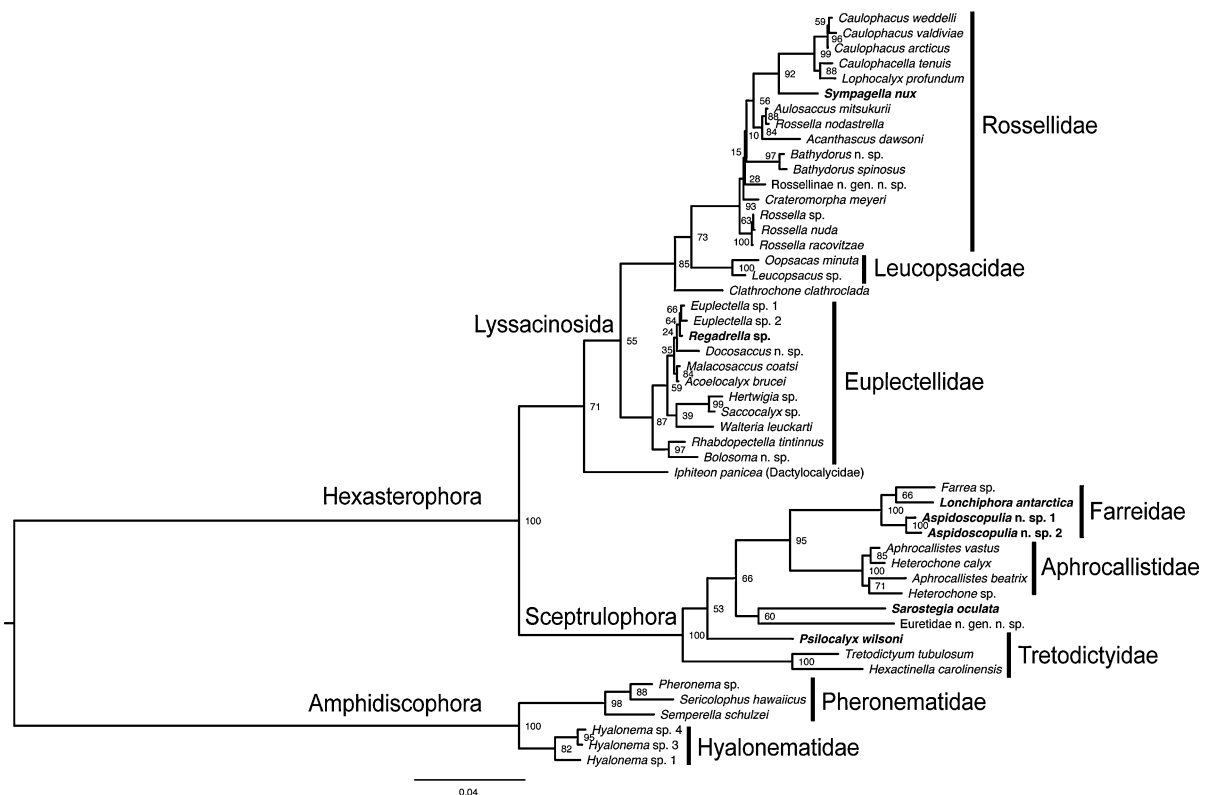 59
Caulophacus weddelli
96
Caulophacus valdiviae
99
Caulophacus arcticus
Caulophacella tenuis
88
Lophocalyx profundum
92
Sympagella nux
56
Aulosaccus mitsukurii
88
Rossella nodastrella
10
84
Acanthascus dawsoni
Rossellidae
15
97
Bathydorus n. sp.
Bathydorus spinosus
28
Rossellinae n. gen. n. sp.
Crateromorpha meyeri
93
Rossella sp.
63
Rossella nuda
100
Rossella racovitzae
73
85
Oopsacas minuta
100
Leucopsacus sp.
Leucopsacidae
Clathrochone clathroclada
Lyssacinosida
55
66
Euplectella sp. 1
64
Euplectella sp. 2
24
Regadrella sp.
35
Docosaccus n. sp.
Malacosaccus coatsi
84
59
Acoelocalyx brucei
Euplectellidae
Hertwigia sp.
99
Saccocalyx sp.
39
87
Walteria leuckarti
Rhabdopectella tintinnus
97
Bolosoma n. sp.
71
Iphiteon panicea (Dactylocalycidae)
Hexasterophora
100
Farrea sp.
66
Lonchiphora antarctica
100
Aspidoscopulia n. sp. 1
100
Aspidoscopulia n. sp. 2
Farreidae
95
Aphrocallistes vastus
85
Heterochone calyx
100
Aphrocallistes beatrix
71
Heterochone sp.
Aphrocallistidae
66
Sarostegia oculata
60
Euretidae n. gen. n. sp.
53
Sceptrulophora
100
Psilocalyx wilsoni
Tretodictyum tubulosum
100
Hexactinella carolinensis
Tretodictyidae
Amphidiscophora
100
Pheronema sp.
88
Sericolophus hawaiicus
98
Semperella schulzei
Pheronematidae
Hyalonema sp. 4
95
Hyalonema sp. 3
82
Hyalonema sp. 1
Hyalonematidae
0.04